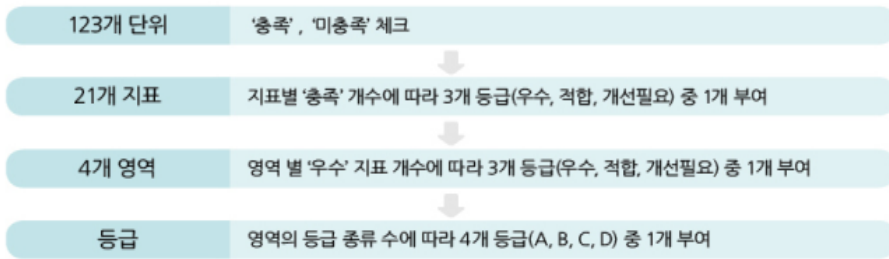 123개 단위 '충족' , '미충족' 체크
21개 지표 지표별 '충족' 개수에 따라 3개 등급(우수, 적합, 개선필요) 중 1개 부여
4개 영역 영역 별 '우수' 지표 개수에 따라 3개 등급(우수, 적합, 개선필요) 중 1개 부여
등급 영역의 등급 종류 수에 따라 4개 등급(A, B, C, D) 중 1개 부여